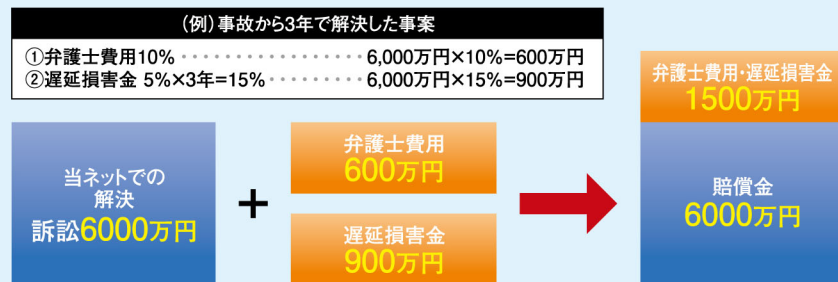 (例)事故から3年で解決した事案
①弁護士費用10%・・・・・・・・・・・・・・・・・6,000万円×10%=600万円
②遅延損害金 5%×3年=15%・・・・・・・・・6,000万円×15%=900万円
当ネットでの
解決
訴訟6000万円
+
弁護士費用
600万円
遅延損害金
900万円
弁護士費用・遅延損害金
1500万円
賠償金
6000万円